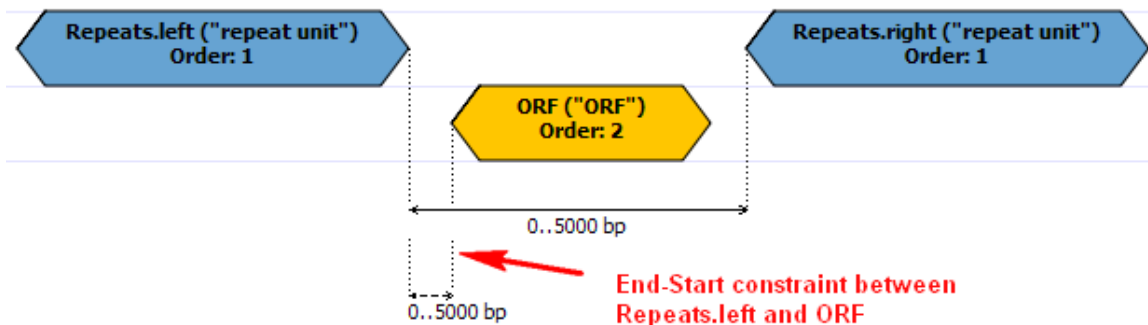 Repeats.left ("repeat unit")
Order: 1
Repeats.right ("repeat unit")
Order: 1
ORF ("ORF")
Order: 2
0..5000 bp
0..5000 bp
End-Start constraint between
Repeats.left and ORF